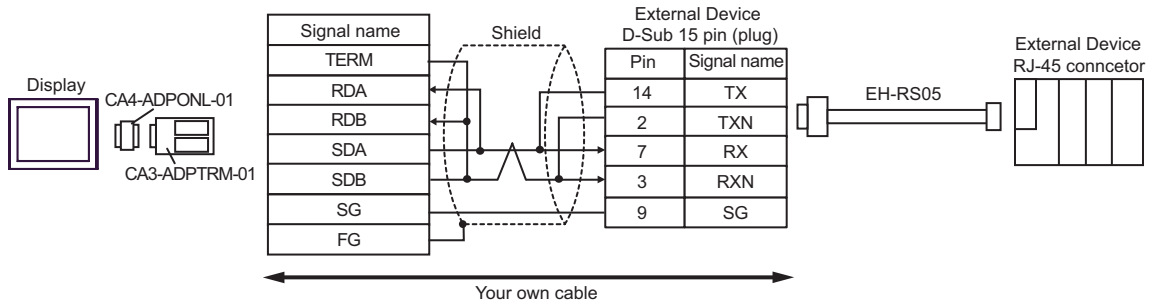 Display
CA4-ADPONL-01
CA3-ADPTRM-01
Signal name
TERM
RDA
RDB
SDA
SDB
SG
FG
Shield
External Device
D-Sub 15 pin (plug)
Pin Signal name
14 TX
2 TXN
7 RX
3 RXN
9 SG
EH-RS05
External Device
RJ-45 conncetor
Your own cable